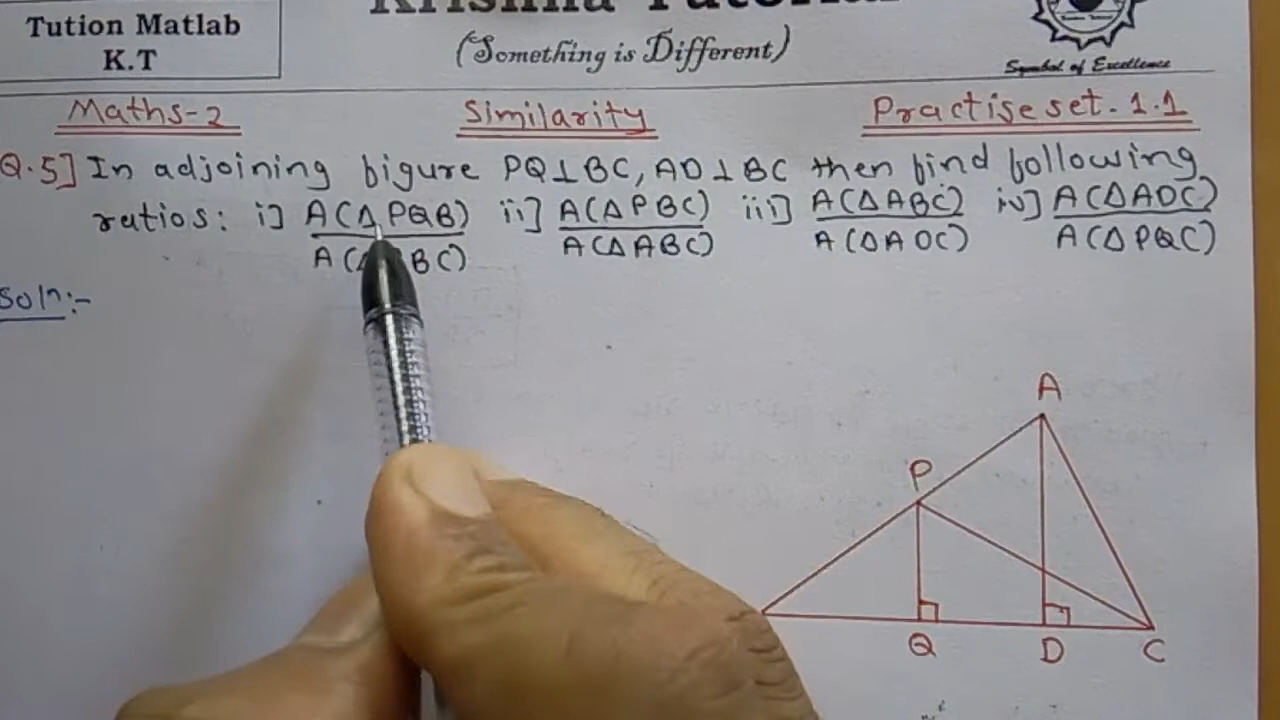 Tution Matlab
K.T
(Something is Different)
Symbol of Excellence
Maths-2
Similarity
Practise set. 1.1
Q.5] In adjoining figure PQ⊥BC, AD⊥BC then find following
ratios: i] A(ΔPQB) ii] A(ΔPBC) iii] A(ΔABC) iv] A(ΔADC)
A( BC) A(ΔABC) A(ΔADC) A(ΔPQC)
Soln:-
A
P
Q
D
C